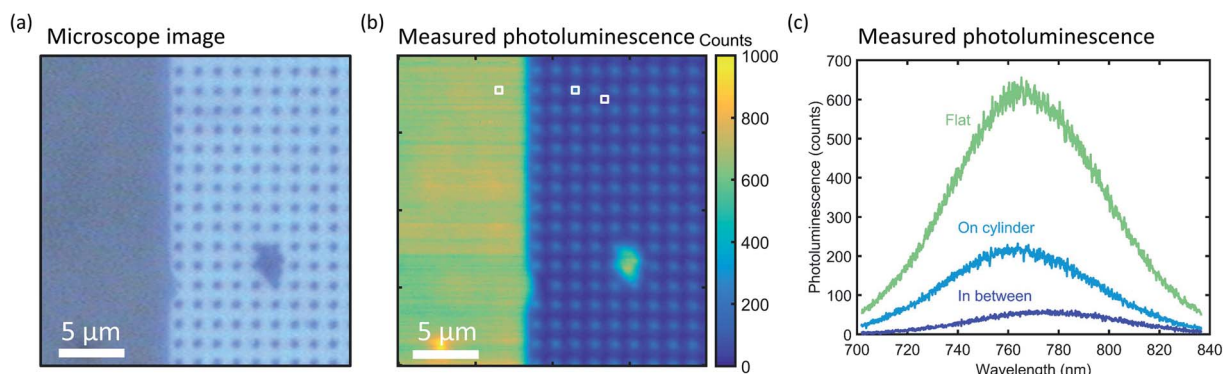 (a) Microscope image
5 μm
(b) Measured photoluminescence Counts
1000
800
600
400
200
0
5 μm
(c) Measured photoluminescence
Photoluminescence (counts)
700
600
500
400
300
200
100
0
Flat
On cylinder
In between
700 720 740 760 780 800 820 840
Wavelength (nm)